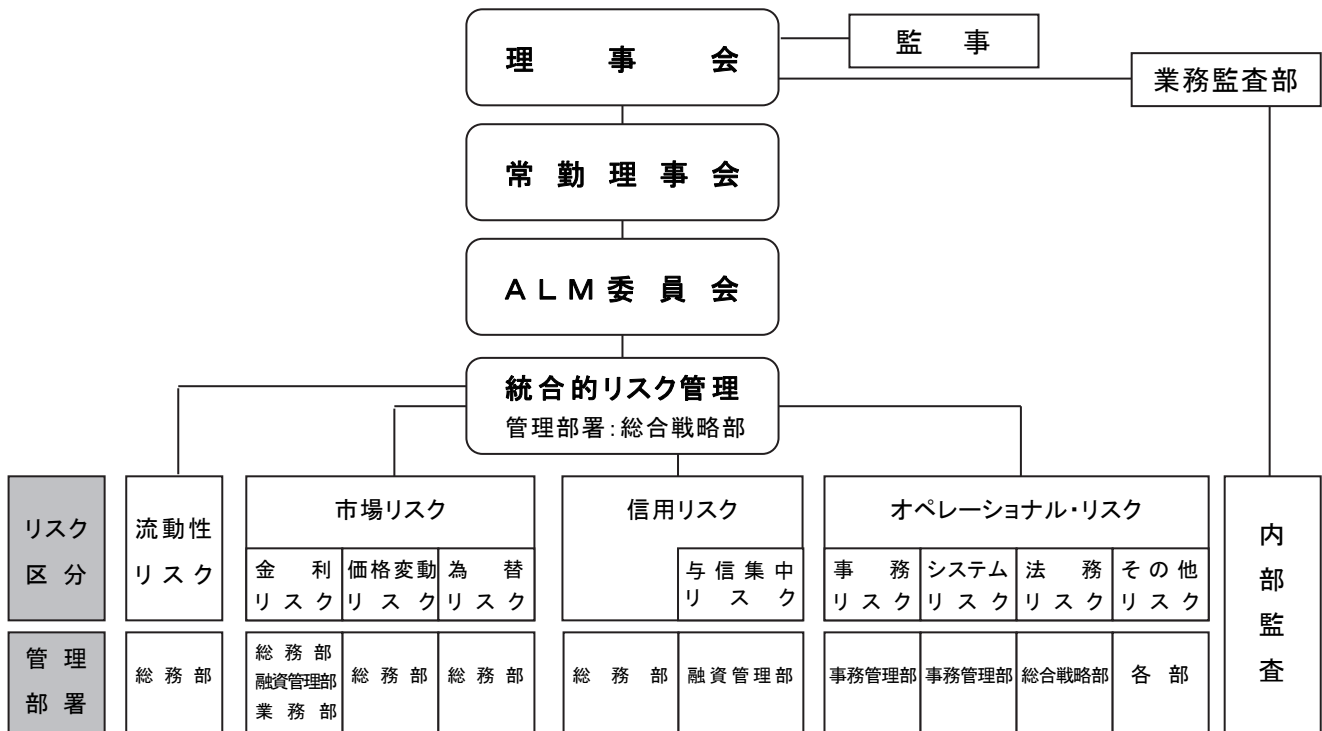 理事会
監事
業務監査部
常勤理事会
ALM委員会
統合的リスク管理
管理部署:総合戦略部
リスク
区分
流動性
リスク
市場リスク
金利
リスク
価格変動
リスク
為替
リスク
信用リスク
与信集中
リスク
オペレーショナル・リスク
事務
リスク
システム
リスク
法務
リスク
その他
リスク
内部監査
管理
部署
総務部
総務部
融資管理部
業務部
総務部
総務部
総務部
融資管理部
事務管理部
事務管理部
総合戦略部
各部